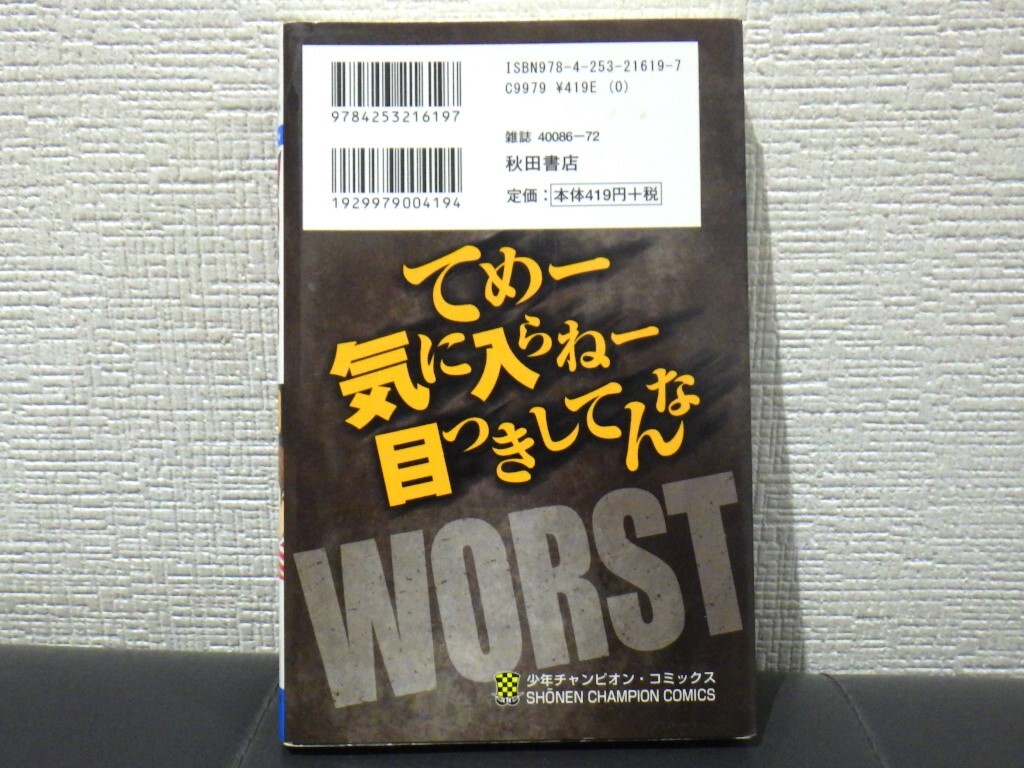 ISBN978-4-253-21619-7
C9979 ¥419E (0)
9784253216197
雑誌 40086-72
秋田書店
1929979004194
定価：本体419円+税
てめー
気に入らねー
目つきしてんな
WORST
少年チャンピオン・コミックス
SHŌNEN CHAMPION COMICS